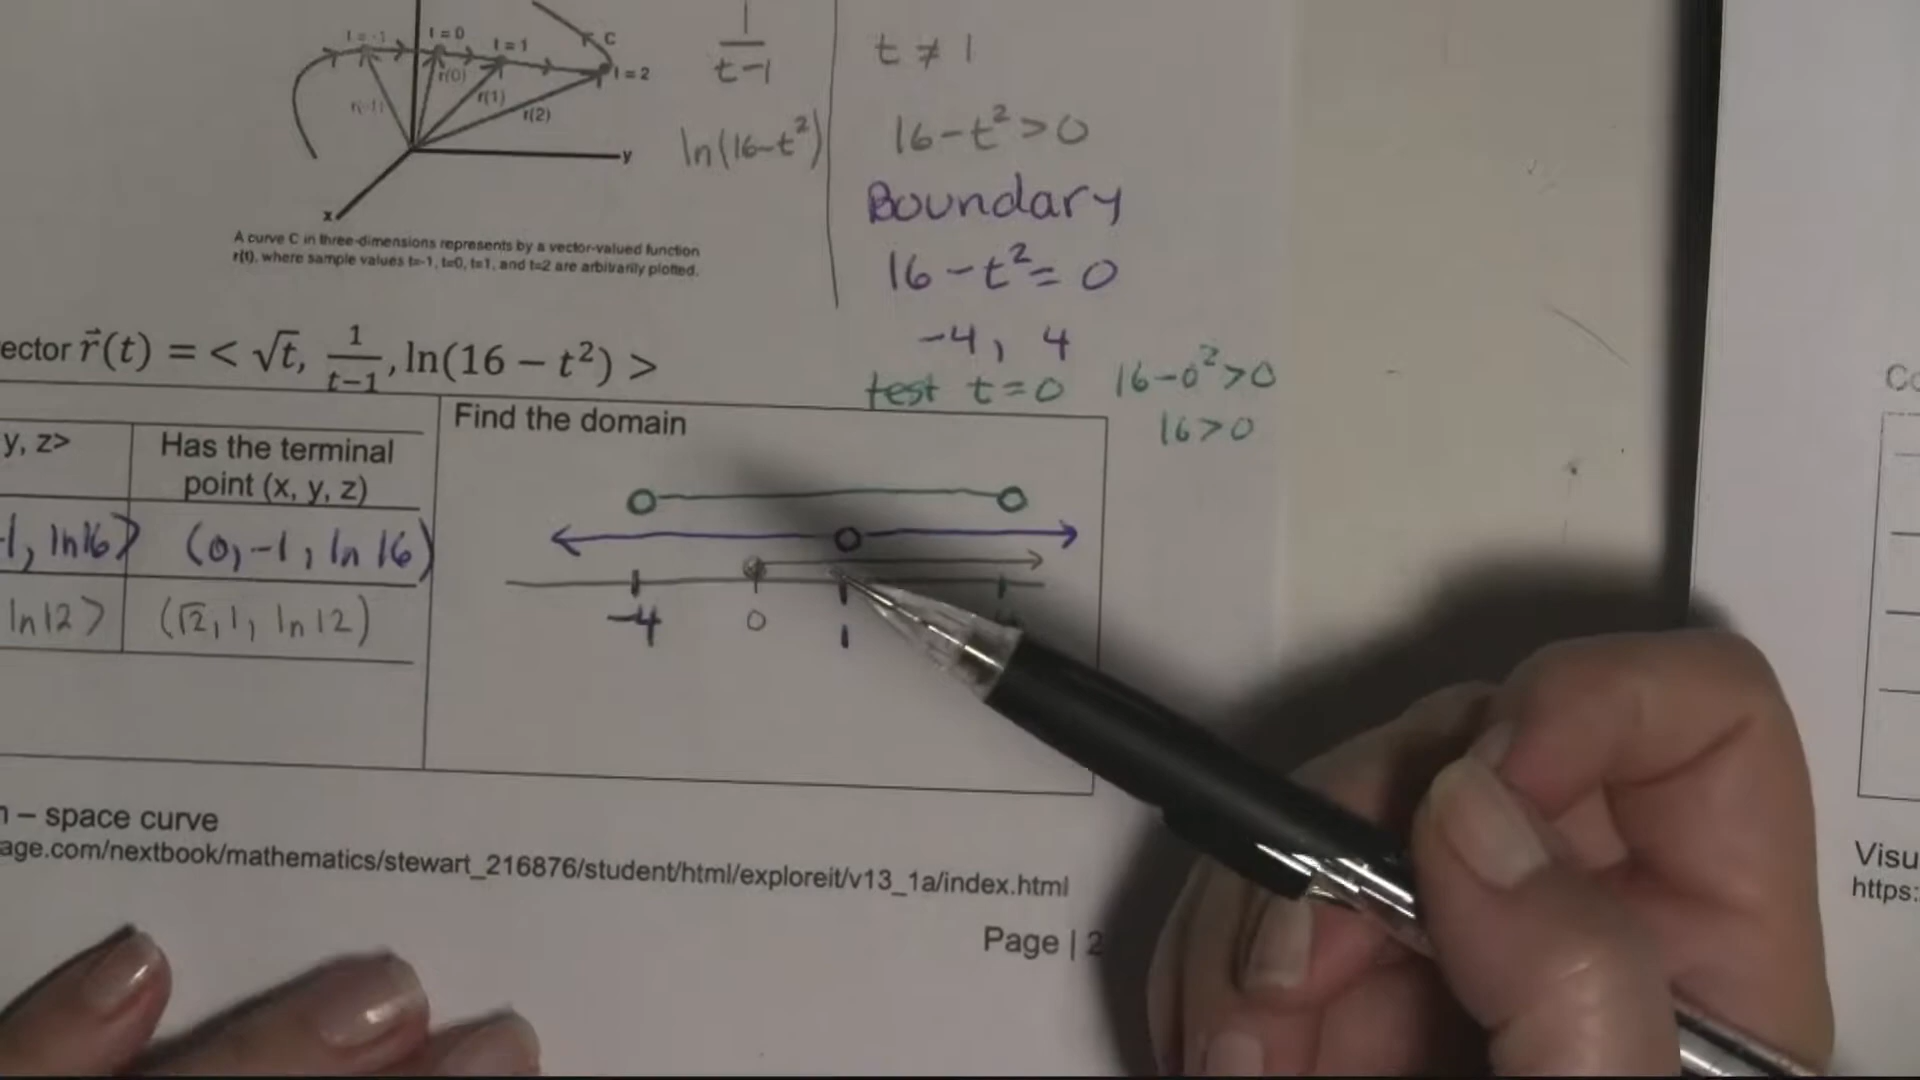 t = -1
t = 0
t = 1
C
t = 2
r(0)
r(-1)
r(1)
r(2)
y
x
A curve C in three-dimensions represents by a vector-valued function
r(t), where sample values t=-1, t=0, t=1, and t=2 are arbitrarily plotted.
1
t-1
t ≠ 1
ln(16-t²)
16-t²>0
Boundary
16-t²=0
-4, 4
test t=0
16-0²>0
16>0
ector r⃗(t) = < √t, 1/(t−1), ln(16 − t²) >
y, z>
Has the terminal
point (x, y, z)
-1, ln16>
(0,-1, ln 16)
ln12>
(√2, 1, ln 12)
Find the domain
-4
0
1
– space curve
age.com/nextbook/mathematics/stewart_216876/student/html/exploreit/v13_1a/index.html
Page | 2
Co
Visu
https: